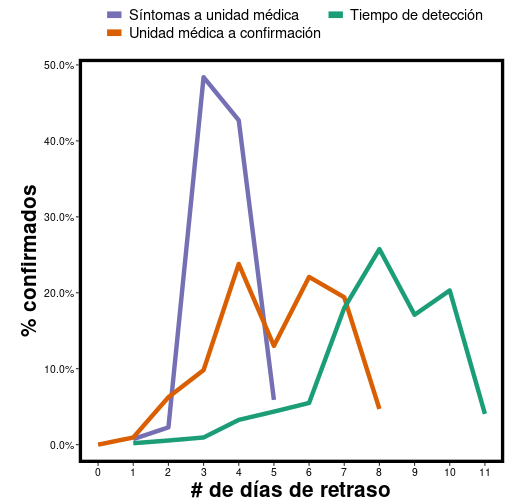 Síntomas a unidad médica
Tiempo de detección
Unidad médica a confirmación
50.0%
40.0%
30.0%
20.0%
10.0%
0.0%
% confirmados
0 1 2 3 4 5 6 7 8 9 10 11
# de días de retraso